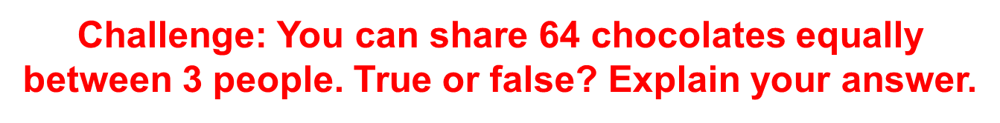 Challenge: You can share 64 chocolates equally
between 3 people. True or false? Explain your answer.